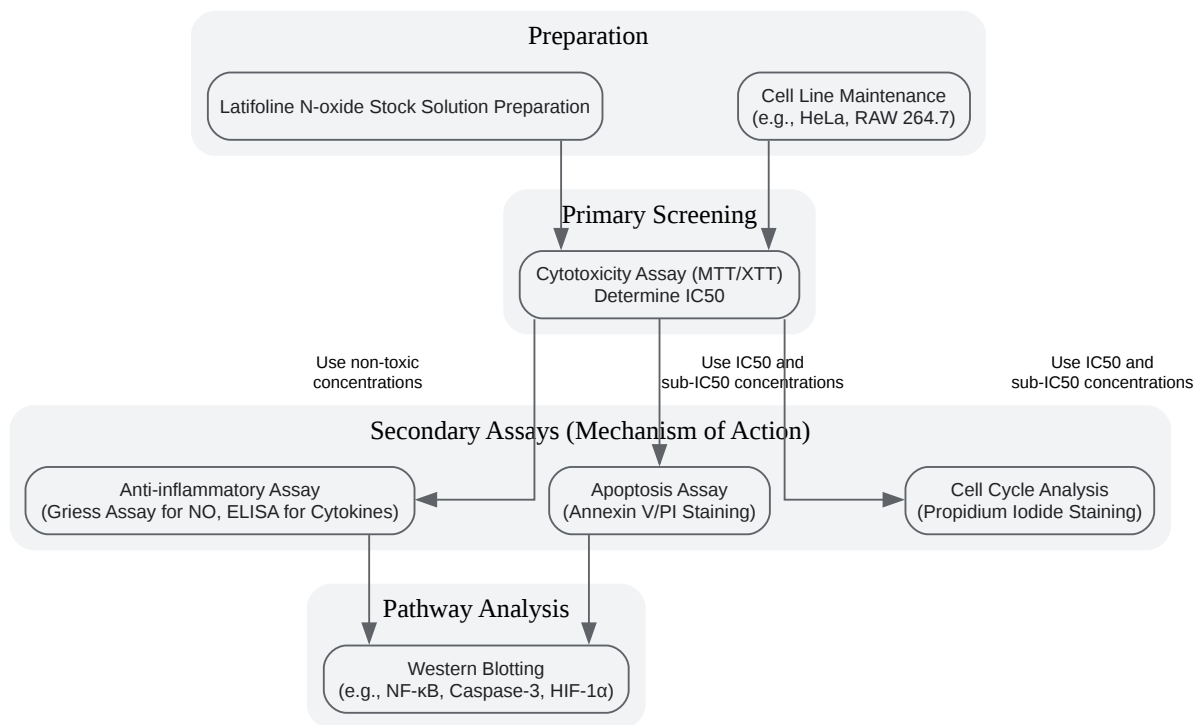 Preparation
Latifoline N-oxide Stock Solution Preparation
Cell Line Maintenance
(e.g., HeLa, RAW 264.7)
Primary Screening
Cytotoxicity Assay (MTT/XTT)
Determine IC50
Use non-toxic
concentrations
Use IC50 and
sub-IC50 concentrations
Use IC50 and
sub-IC50 concentrations
Secondary Assays (Mechanism of Action)
Anti-inflammatory Assay
(Griess Assay for NO, ELISA for Cytokines)
Apoptosis Assay
(Annexin V/PI Staining)
Cell Cycle Analysis
(Propidium Iodide Staining)
Pathway Analysis
Western Blotting
(e.g., NF-κB, Caspase-3, HIF-1α)